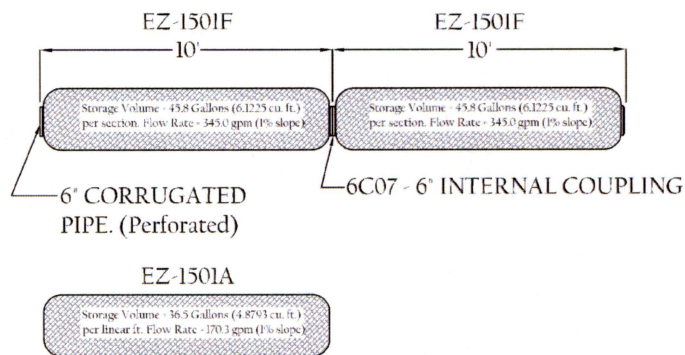 EZ-1501F
EZ-1501F
10'
10'
Storage Volume - 45.8 Gallons (6.1225 cu. ft.)
per section. Flow Rate - 345.0 gpm (1% slope)
Storage Volume - 45.8 Gallons (6.1225 cu. ft.)
per section. Flow Rate - 345.0 gpm (1% slope)
6" CORRUGATED
PIPE. (Perforated)
6C07 - 6" INTERNAL COUPLING
EZ-1501A
Storage Volume - 36.5 Gallons (4.8793 cu. ft.)
per linear ft. Flow Rate - 170.3 gpm (1% slope)